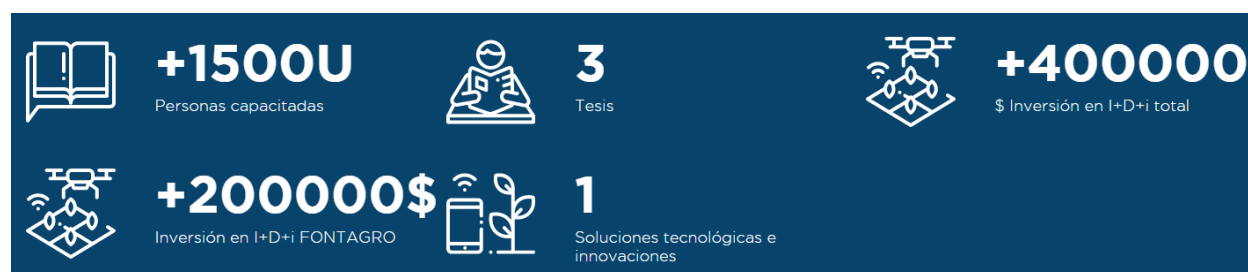 +1500U
Personas capacitadas
3
Tesis
+400000
$ Inversión en I+D+i total
+200000$
Inversión en I+D+i FONTAGRO
1
Soluciones tecnológicas e
innovaciones